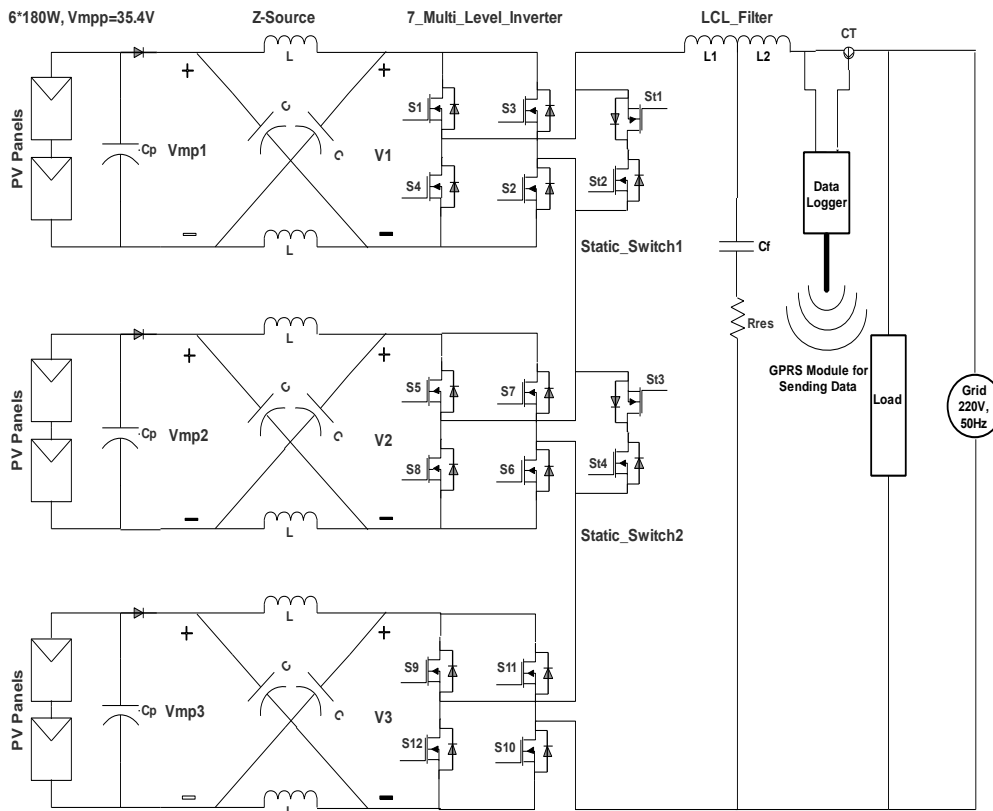 6*180W, Vmpp=35.4V
Z-Source
7_Multi_Level_Inverter
LCL_Filter
CT
L
L1
L2
PV Panels
Cp
Vmp1
+
+
C
C
V1
S1
S3
S4
S2
St1
St2
L
Static_Switch1
Data
Logger
Cf
Rres
GPRS Module for
Sending Data
Load
Grid
220V,
50Hz
L
PV Panels
Cp
Vmp2
+
+
C
C
V2
S5
S7
S8
S6
St3
St4
L
Static_Switch2
L
PV Panels
Cp
Vmp3
+
+
C
C
V3
S9
S11
S12
S10
L